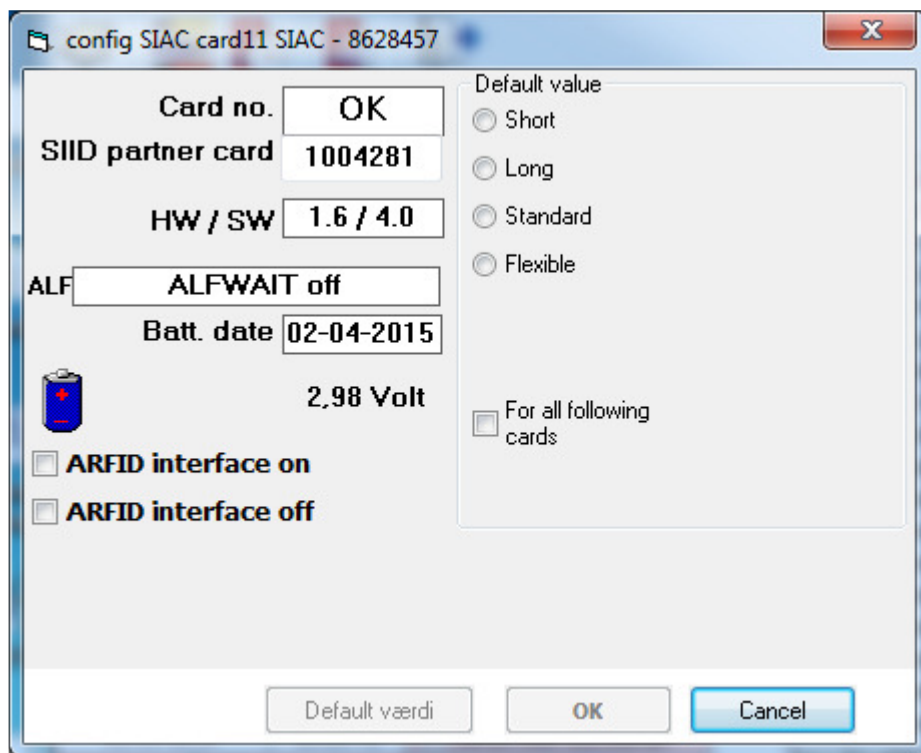 config SIAC card11 SIAC - 8628457
Card no. OK
SIID partner card 1004281
HW / SW 1.6 / 4.0
ALF ALFWAIT off
Batt. date 02-04-2015
2,98 Volt
ARFID interface on
ARFID interface off
Default value
Short
Long
Standard
Flexible
For all following
cards
Default værdi OK Cancel